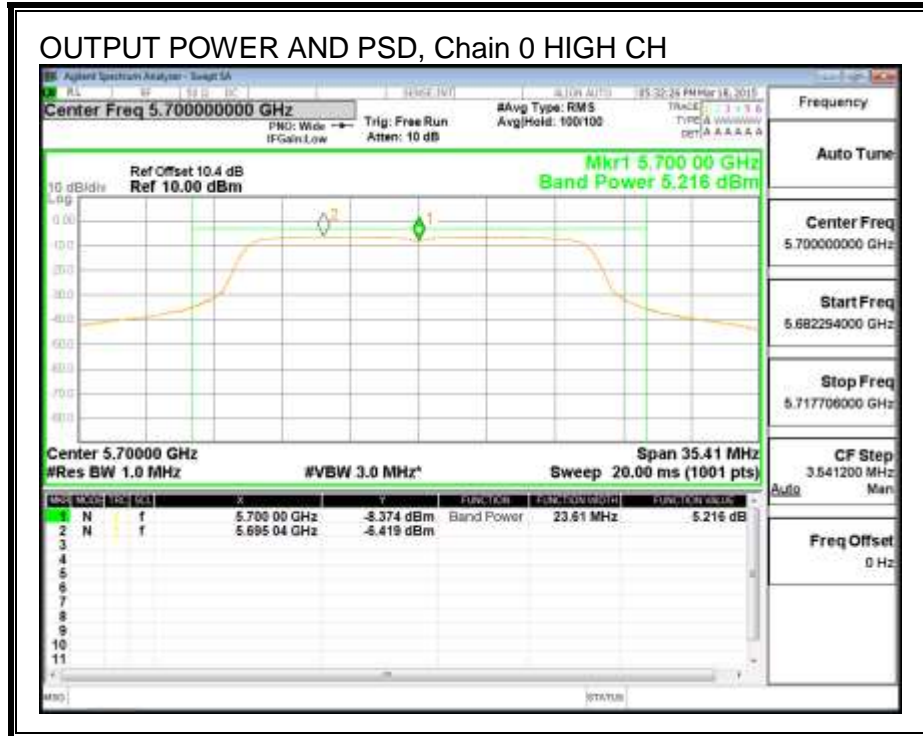 OUTPUT POWER AND PSD, Chain 0 HIGH CH
Agilent Spectrum Analyzer - Swept SA
RL RF 50 Ω DC SENSE:INT ALIGN AUTO 05:32:26 PM Mar 18, 2015
Center Freq 5.700000000 GHz
PNO: Wide
IFGain:Low
Trig: Free Run
Atten: 10 dB
#Avg Type: RMS
Avg|Hold: 100/100
TRACE 1 2 3 4 5 6
TYPE A WWWWW
DET A A A A A A
Ref Offset 10.4 dB
10 dB/div Ref 10.00 dBm
Log
Mkr1 5.700 00 GHz
Band Power 5.216 dBm
0.00
-10.0
-20.0
-30.0
-40.0
-50.0
-60.0
-70.0
-80.0
2
1
Center 5.70000 GHz
Span 35.41 MHz
#Res BW 1.0 MHz #VBW 3.0 MHz* Sweep 20.00 ms (1001 pts)
MKR MODE TRC SCL X Y FUNCTION FUNCTION WIDTH FUNCTION VALUE
1 N f 5.700 00 GHz -8.374 dBm Band Power 23.61 MHz 5.216 dB
2 N f 5.695 04 GHz -6.419 dBm
3
4
5
6
7
8
9
10
11
MSG
STATUS
Frequency
Auto Tune
Center Freq
5.700000000 GHz
Start Freq
5.682294000 GHz
Stop Freq
5.717706000 GHz
CF Step
3.541200 MHz
Auto Man
Freq Offset
0 Hz